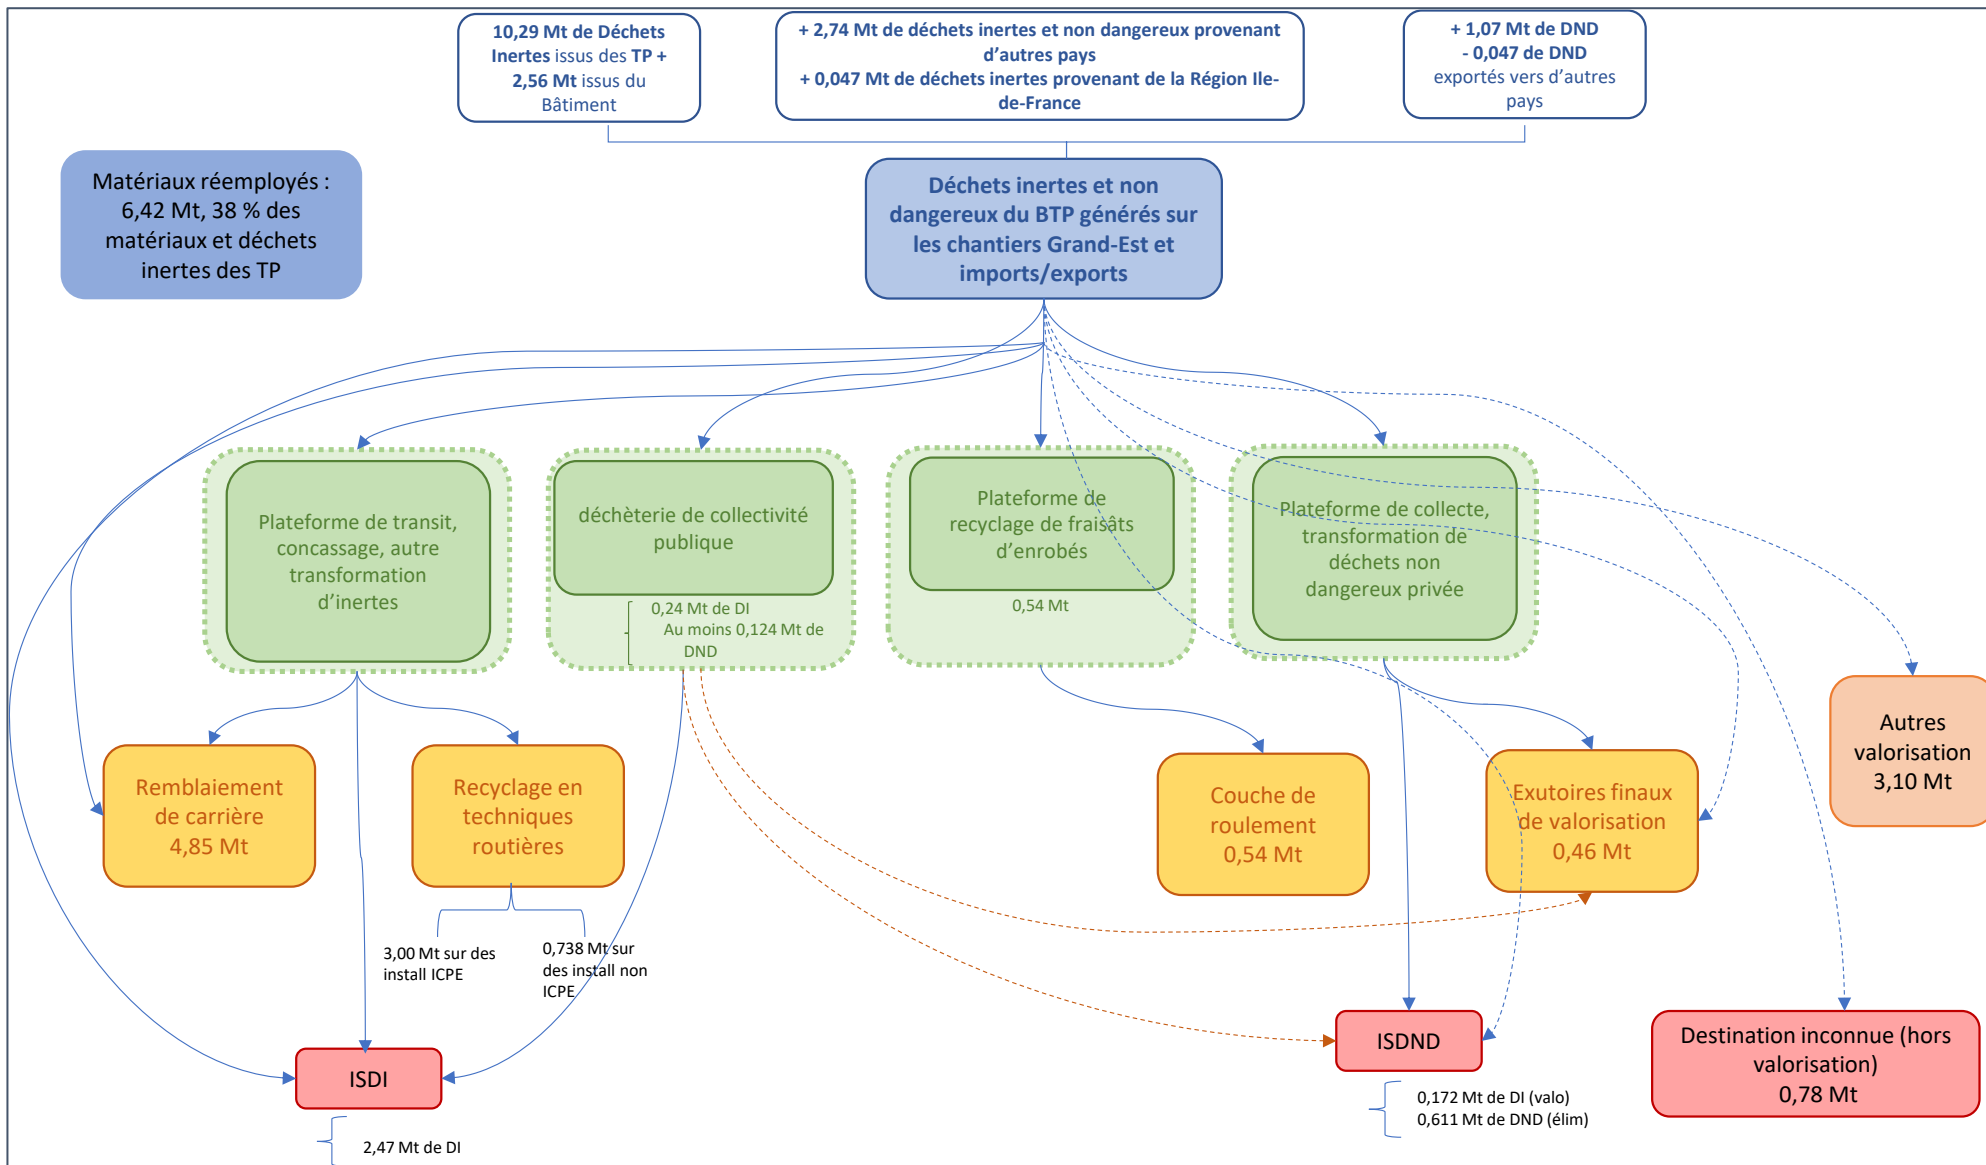 10,29 Mt de Déchets
Inertes issus des TP +
2,56 Mt issus du
Bâtiment
+ 2,74 Mt de déchets inertes et non dangereux provenant
d'autres pays
+ 0,047 Mt de déchets inertes provenant de la Région Ile-
de-France
+ 1,07 Mt de DND
- 0,047 de DND
exportés vers d'autres
pays
Matériaux réemployés :
6,42 Mt, 38 % des
matériaux et déchets
inertes des TP
Déchets inertes et non
dangereux du BTP générés sur
les chantiers Grand-Est et
imports/exports
Plateforme de transit,
concassage, autre
transformation
d'inertes
déchèterie de collectivité
publique
0,24 Mt de DI
Au moins 0,124 Mt de
DND
Plateforme de
recyclage de fraisâts
d'enrobés
0,54 Mt
Plateforme de collecte,
transformation de
déchets non
dangereux privée
Remblaiement
de carrière
4,85 Mt
Recyclage en
techniques
routières
Couche de
roulement
0,54 Mt
Exutoires finaux
de valorisation
0,46 Mt
Autres
valorisation
3,10 Mt
3,00 Mt sur des
install ICPE
0,738 Mt sur
des install non
ICPE
ISDI
2,47 Mt de DI
ISDND
0,172 Mt de DI (valo)
0,611 Mt de DND (élim)
Destination inconnue (hors
valorisation)
0,78 Mt